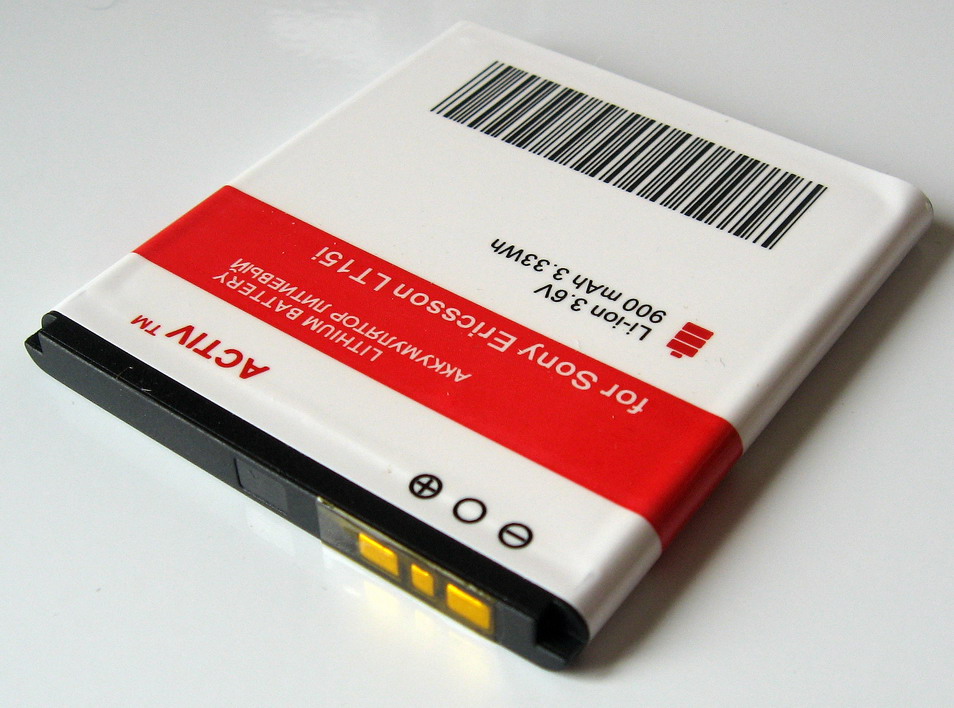 ACTIV ™
LITHIUM BATTERY
АККУМУЛЯТОР ЛИТИЕВЫЙ
for Sony Ericsson LT15i
Li-ion 3.6V
900 mAh 3.33Wh